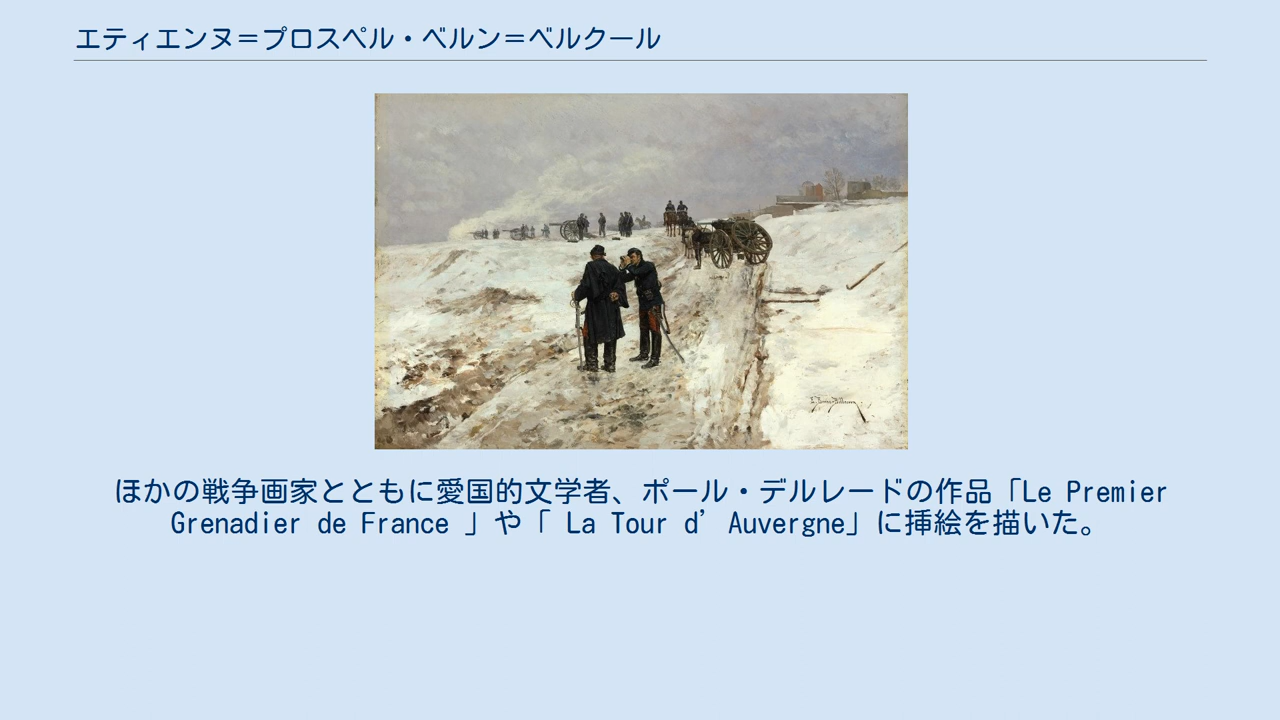 エティエンヌ＝プロスペル・ベルン＝ベルクール
ほかの戦争画家とともに愛国的文学者、ポール・デルレードの作品「Le Premier
Grenadier de France 」や「 La Tour d’Auvergne」に挿絵を描いた。